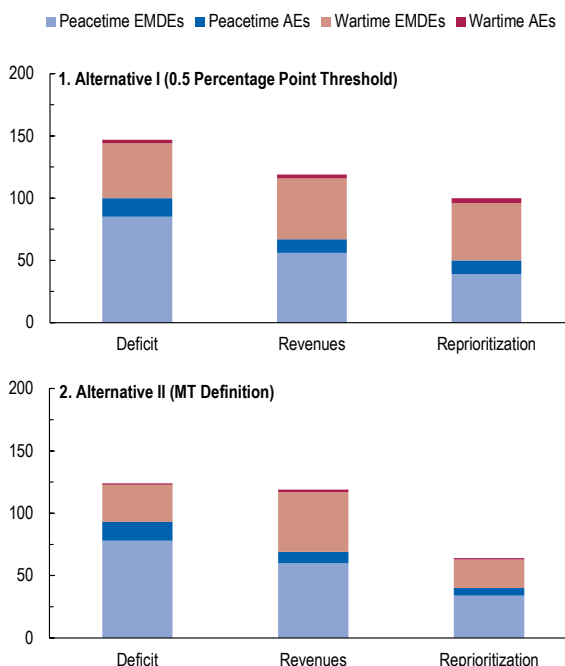 Peacetime EMDEs Peacetime AEs Wartime EMDEs Wartime AEs
200
1. Alternative I (0.5 Percentage Point Threshold)
150
100
50
0
Deficit Revenues Reprioritization
200
2. Alternative II (MT Definition)
150
100
50
0
Deficit Revenues Reprioritization